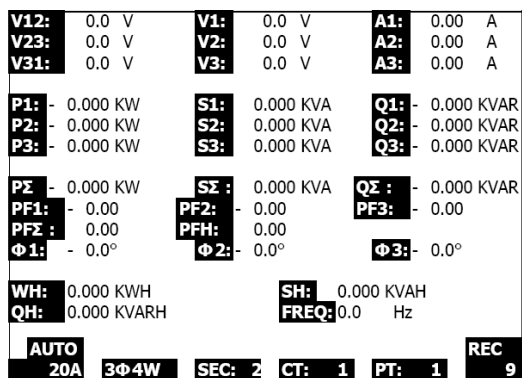 V12: 0.0 V V1: 0.0 V A1: 0.00 A
V23: 0.0 V V2: 0.0 V A2: 0.00 A
V31: 0.0 V V3: 0.0 V A3: 0.00 A
P1: - 0.000 KW S1: 0.000 KVA Q1: - 0.000 KVAR
P2: - 0.000 KW S2: 0.000 KVA Q2: - 0.000 KVAR
P3: - 0.000 KW S3: 0.000 KVA Q3: - 0.000 KVAR
PΣ - 0.000 KW SΣ : 0.000 KVA QΣ : - 0.000 KVAR
PF1: - 0.00 PF2: - 0.00 PF3: - 0.00
PFΣ : 0.00 PFH: 0.00
Φ1: - 0.0° Φ2: - 0.0° Φ3: - 0.0°
WH: 0.000 KWH SH: 0.000 KVAH
QH: 0.000 KVARH FREQ: 0.0 Hz
AUTO REC
20A 3Φ4W SEC: 2 CT: 1 PT: 1 9